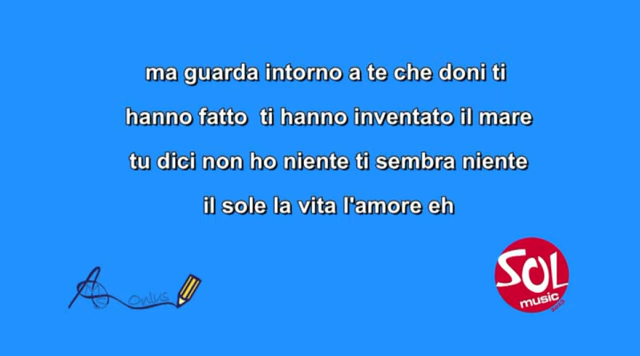 ma guarda intorno a te che doni ti
hanno fatto  ti hanno inventato il mare
tu dici non ho niente ti sembra niente
il sole la vita l'amore eh
onlus
SOL
music